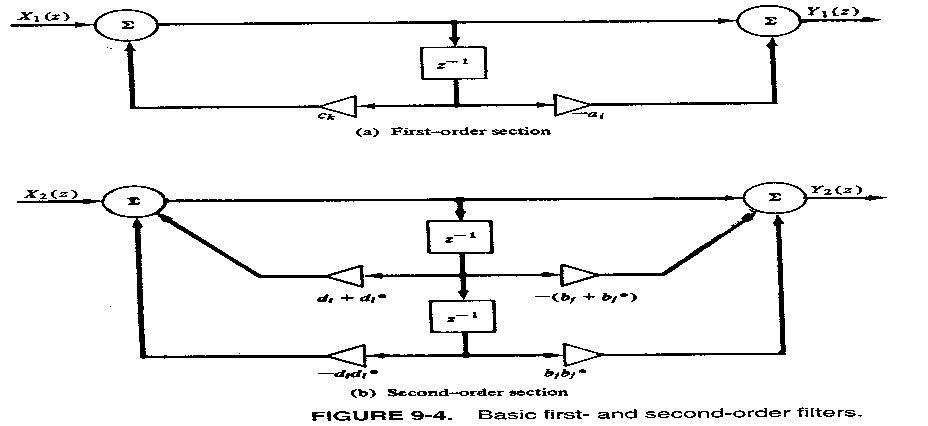 X₁(z) Σ Σ Y₁(z)
z⁻¹
cₖ −aᵢ
(a) First-order section
X₂(z) Σ Σ Y₂(z)
z⁻¹
dₗ + dₗ* −(bⱼ + bⱼ*)
z⁻¹
−dₗdₗ* bⱼbⱼ*
(b) Second-order section
FIGURE 9-4. Basic first- and second-order filters.